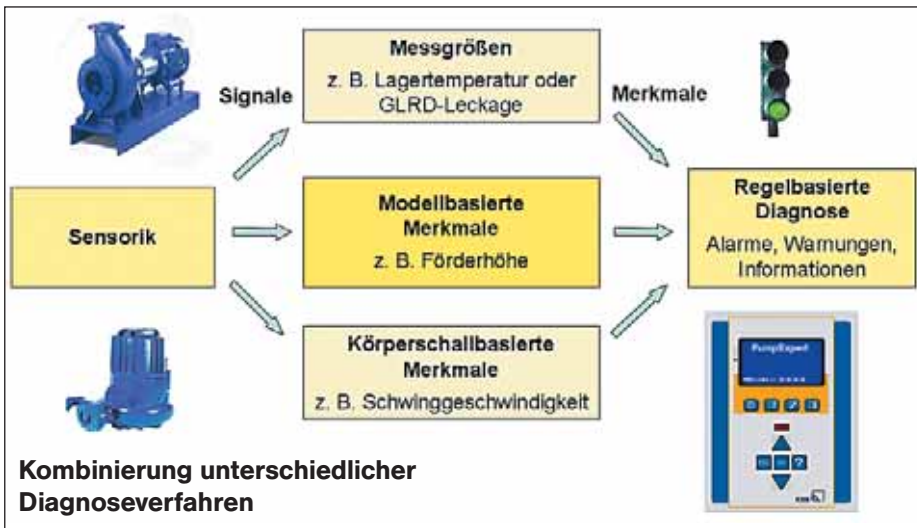 Signale
Messgrößen
z. B. Lagertemperatur oder
GLRD-Leckage
Merkmale
Sensorik
Modellbasierte
Merkmale
z. B. Förderhöhe
Regelbasierte
Diagnose
Alarme, Warnungen,
Informationen
Körperschallbasierte
Merkmale
z. B. Schwinggeschwindigkeit
PumpExpert
KSB
Kombinierung unterschiedlicher
Diagnoseverfahren